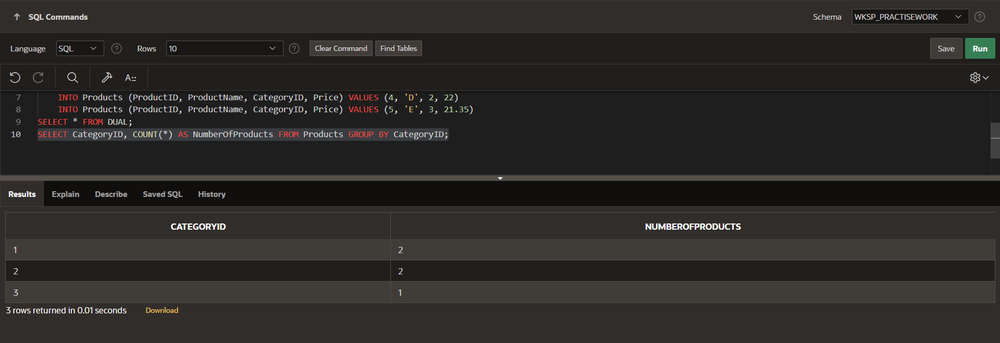 SQL Commands
Schema WKSP_PRACTISEWORK ?
Language SQL ? Rows 10 ? Clear Command Find Tables Save Run
A::
7 INTO Products (ProductID, ProductName, CategoryID, Price) VALUES (4, 'D', 2, 22)
8 INTO Products (ProductID, ProductName, CategoryID, Price) VALUES (5, 'E', 3, 21.35)
9 SELECT * FROM DUAL;
10 SELECT CategoryID, COUNT(*) AS NumberOfProducts FROM Products GROUP BY CategoryID;
Results Explain Describe Saved SQL History
CATEGORYID NUMBEROFPRODUCTS
1 2
2 2
3 1
3 rows returned in 0.01 seconds Download